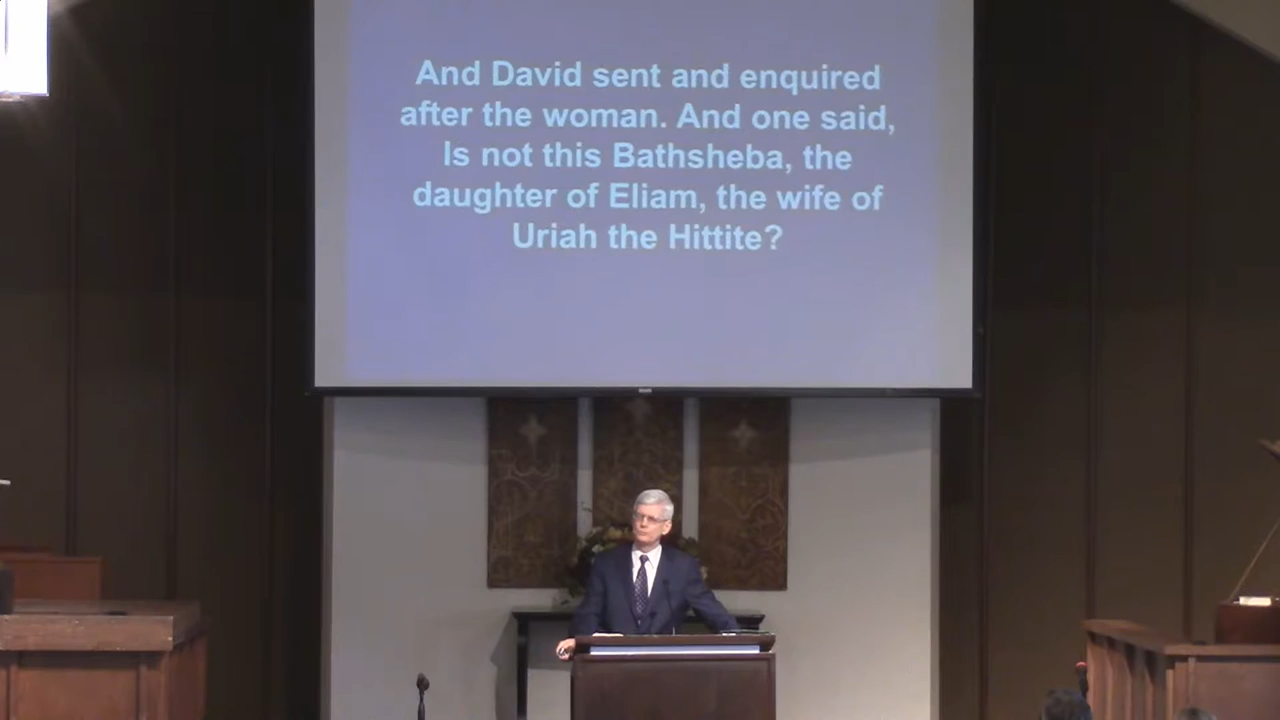 And David sent and enquired
after the woman. And one said,
Is not this Bathsheba, the
daughter of Eliam, the wife of
Uriah the Hittite?